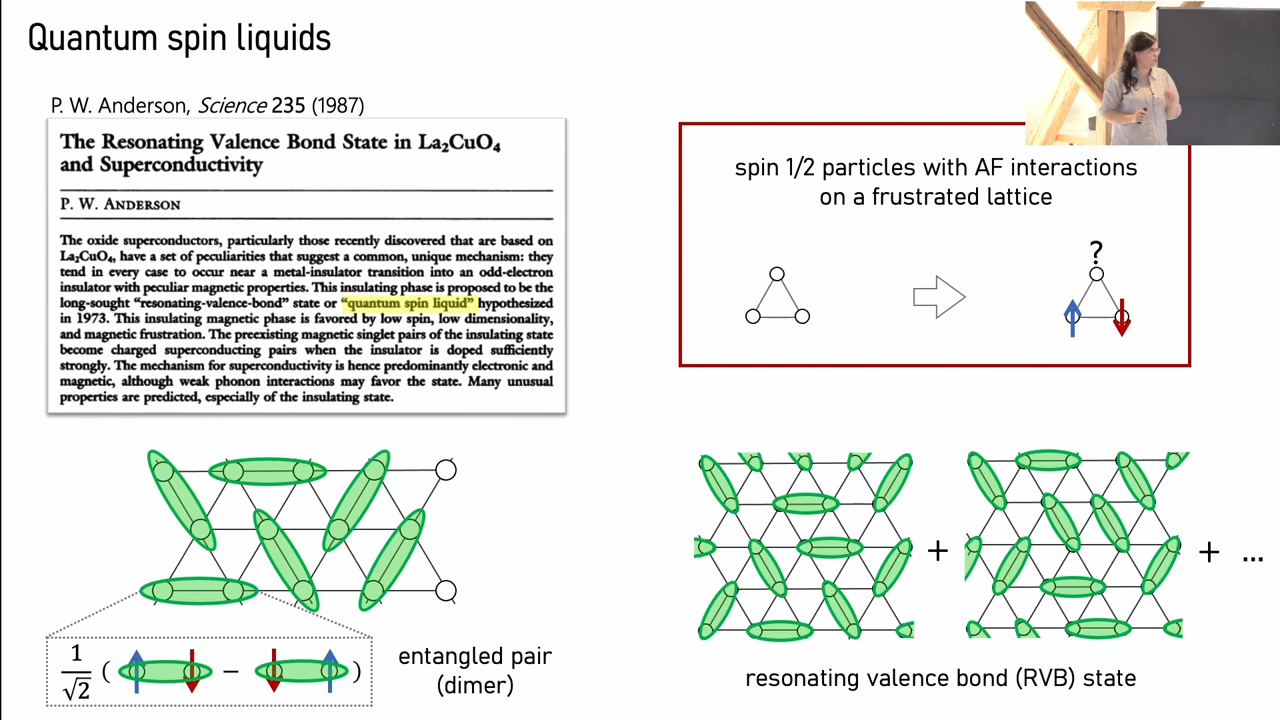 Quantum spin liquids
P. W. Anderson, Science 235 (1987)
The Resonating Valence Bond State in La₂CuO₄
and Superconductivity
P. W. ANDERSON
The oxide superconductors, particularly those recently discovered that are based on
La₂CuO₄, have a set of peculiarities that suggest a common, unique mechanism: they
tend in every case to occur near a metal-insulator transition into an odd-electron
insulator with peculiar magnetic properties. This insulating phase is proposed to be the
long-sought "resonating-valence-bond" state or "quantum spin liquid" hypothesized
in 1973. This insulating magnetic phase is favored by low spin, low dimensionality,
and magnetic frustration. The preexisting magnetic singlet pairs of the insulating state
become charged superconducting pairs when the insulator is doped sufficiently
strongly. The mechanism for superconductivity is hence predominantly electronic and
magnetic, although weak phonon interactions may favor the state. Many unusual
properties are predicted, especially of the insulating state.
spin 1/2 particles with AF interactions
on a frustrated lattice
?
1/√2 ( − )
entangled pair
(dimer)
+ + ...
resonating valence bond (RVB) state